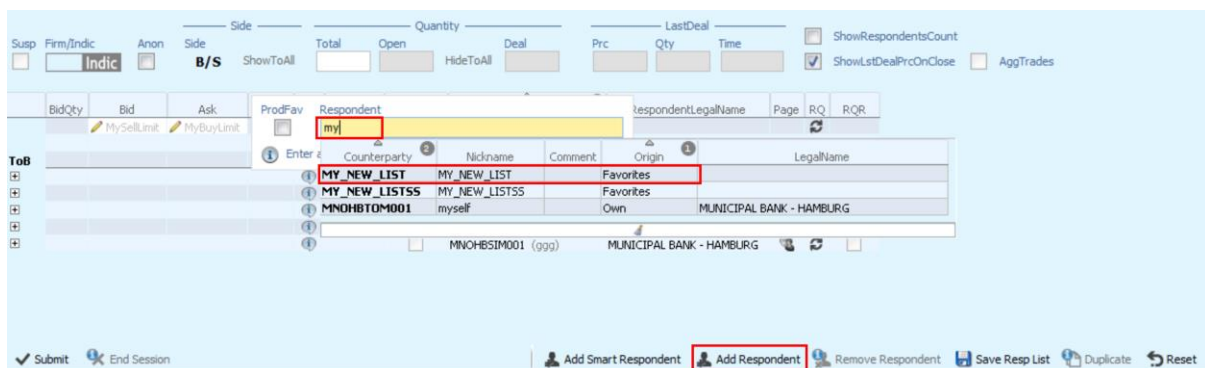 Side Quantity LastDeal
Susp Firm/Indic Anon Side Total Open Deal Prc Qty Time ShowRespondentsCount
Indic B/S ShowToAll HideToAll ShowLstDealPrcOnClose AggTrades
BidQty Bid Ask ProdFav Respondent RespondentLegalName Page RQ RQR
MySellLimit MyBuyLimit my
Enter
ToB Counterparty 2 Nickname Comment Origin 1 LegalName
MY_NEW_LIST MY_NEW_LIST Favorites
MY_NEW_LISTSS MY_NEW_LISTSS Favorites
MNOHBTOM001 myself Own MUNICIPAL BANK - HAMBURG
MNOHBSIM001 (ggg) MUNICIPAL BANK - HAMBURG
Submit End Session Add Smart Respondent Add Respondent Remove Respondent Save Resp List Duplicate Reset